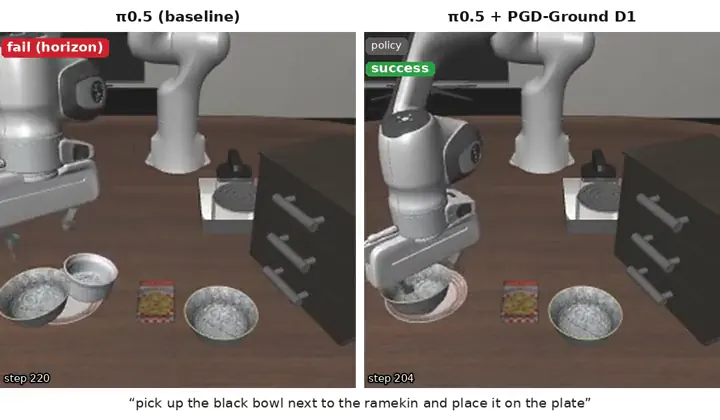 π0.5 (baseline)
π0.5 + PGD-Ground D1
fail (horizon)
policy
success
step 220
step 204
“pick up the black bowl next to the ramekin and place it on the plate”